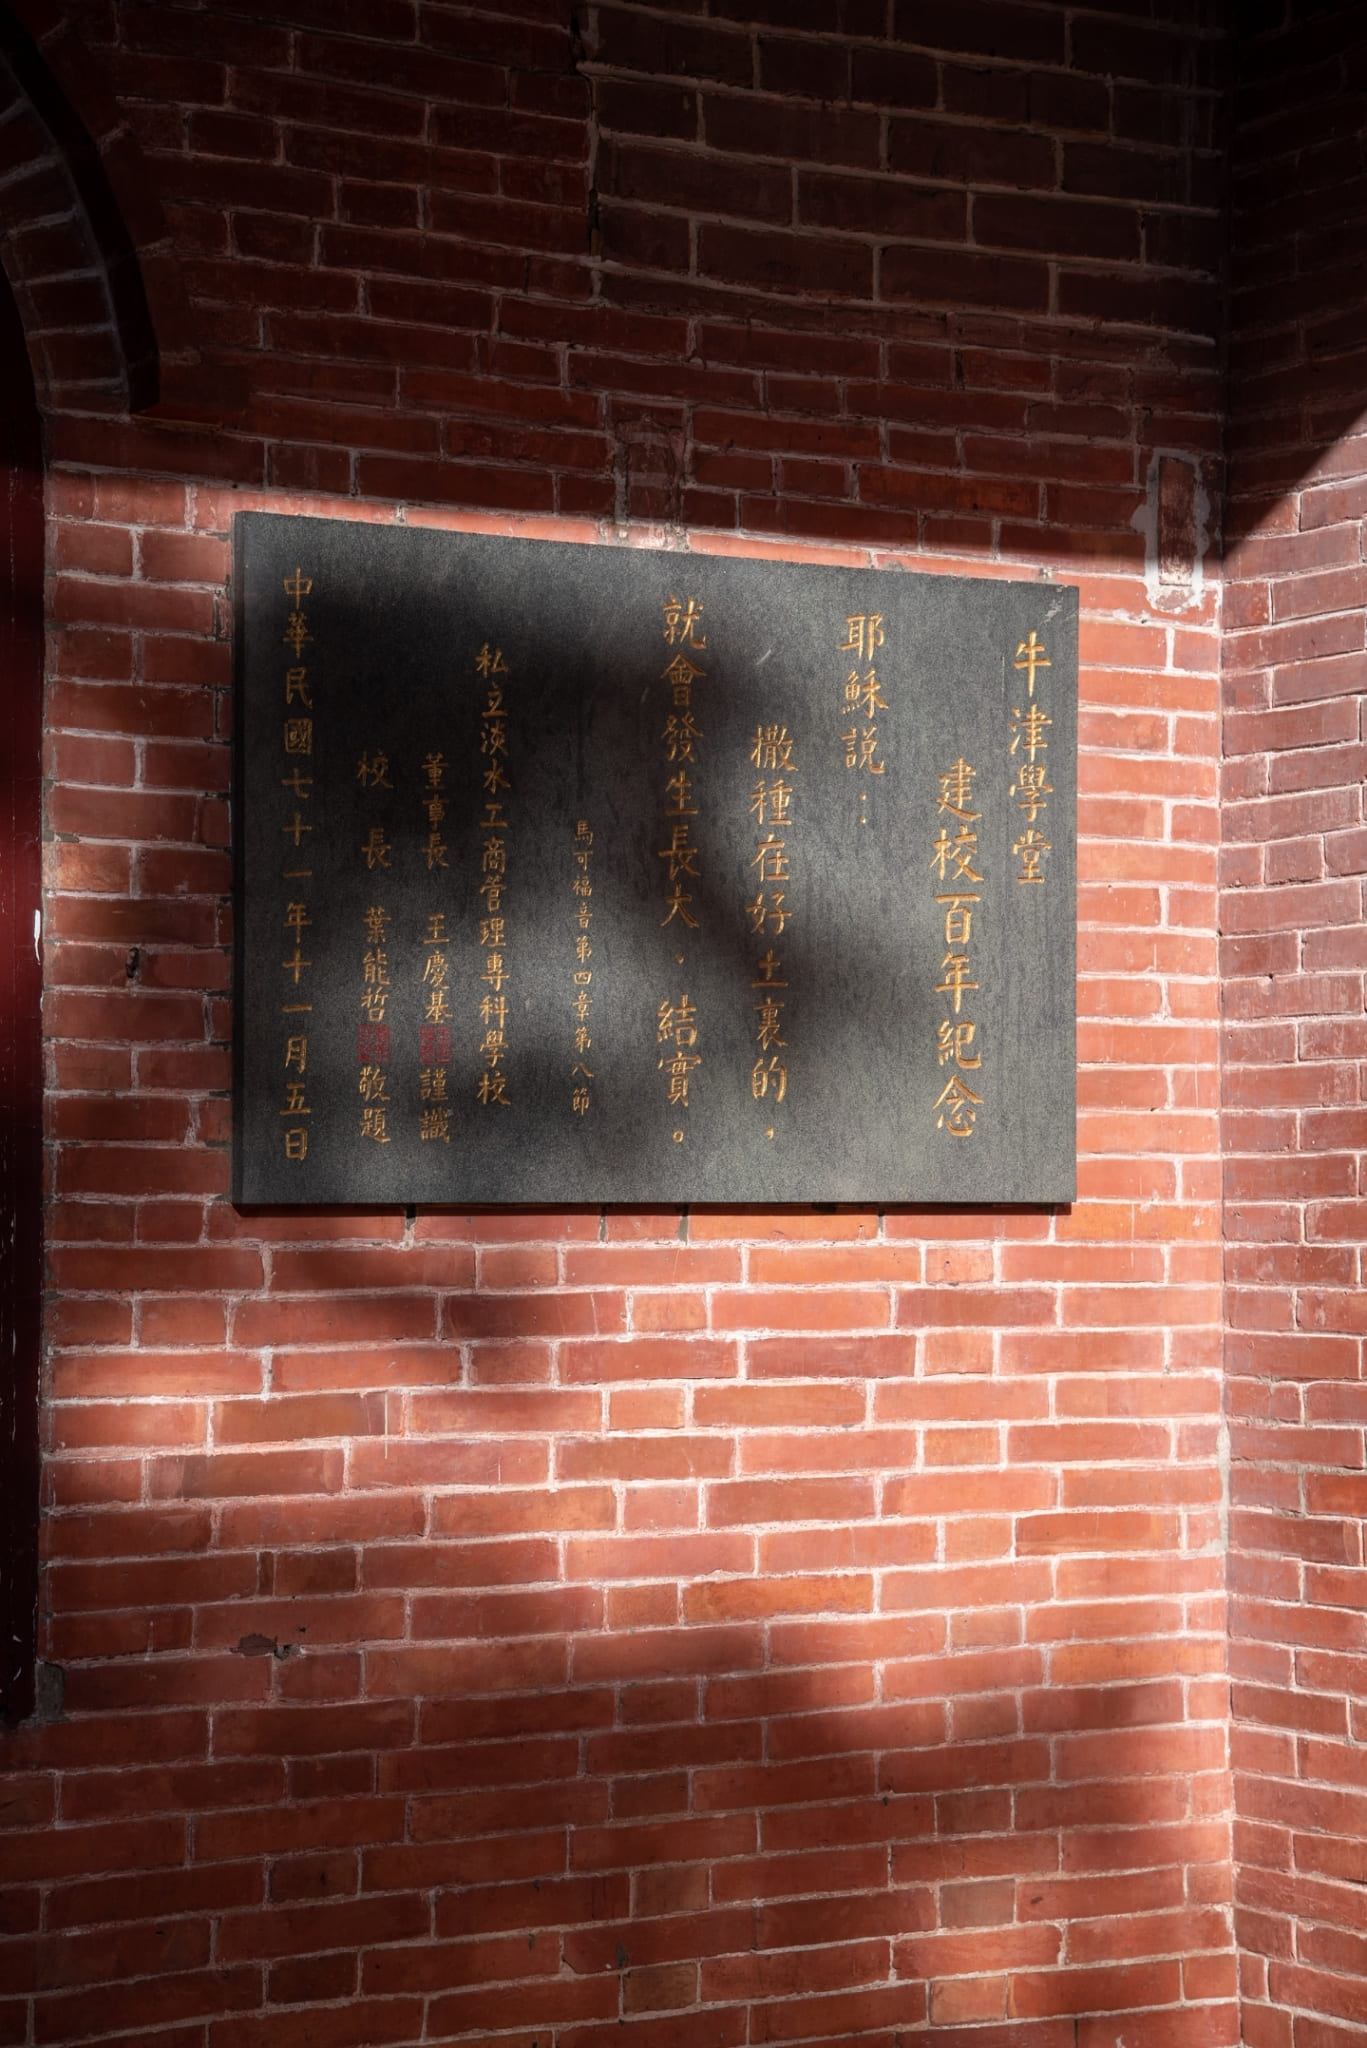 牛津學堂
建校百年紀念
耶穌說：
撒種在好土裏的，
就會發生長大、結實。
馬可福音第四章第八節
私立淡水工商管理專科學校
董事長 王慶基 謹識
校長 葉能哲 敬題
中華民國七十一年十一月五日